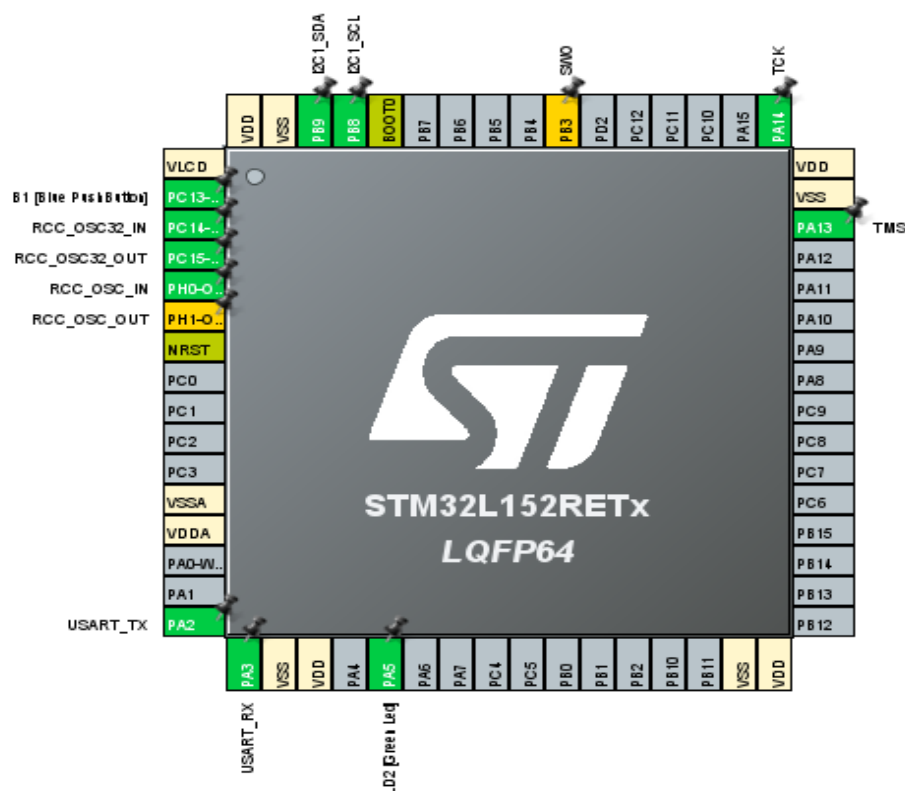 I2C1_SDA
I2C1_SCL
SWO
TCK
VDD
VSS
PB9
PB8
BOOT0
PB7
PB6
PB5
PB4
PB3
PD2
PC12
PC11
PC10
PA15
PA14
VLCD
B1 [Blue PushButton] PC13-..
RCC_OSC32_IN PC14-..
RCC_OSC32_OUT PC15-..
RCC_OSC_IN PH0-O..
RCC_OSC_OUT PH1-O..
NRST
PC0
PC1
PC2
PC3
VSSA
VDDA
PA0-W..
PA1
USART_TX PA2
ST
STM32L152RETx
LQFP64
VDD
VSS
PA13 TMS
PA12
PA11
PA10
PA9
PA8
PC9
PC8
PC7
PC6
PB15
PB14
PB13
PB12
PA3
VSS
VDD
PA4
PA5
PA6
PA7
PC4
PC5
PB0
PB1
PB2
PB10
PB11
VSS
VDD
USART_RX
LD2 [Green Led]